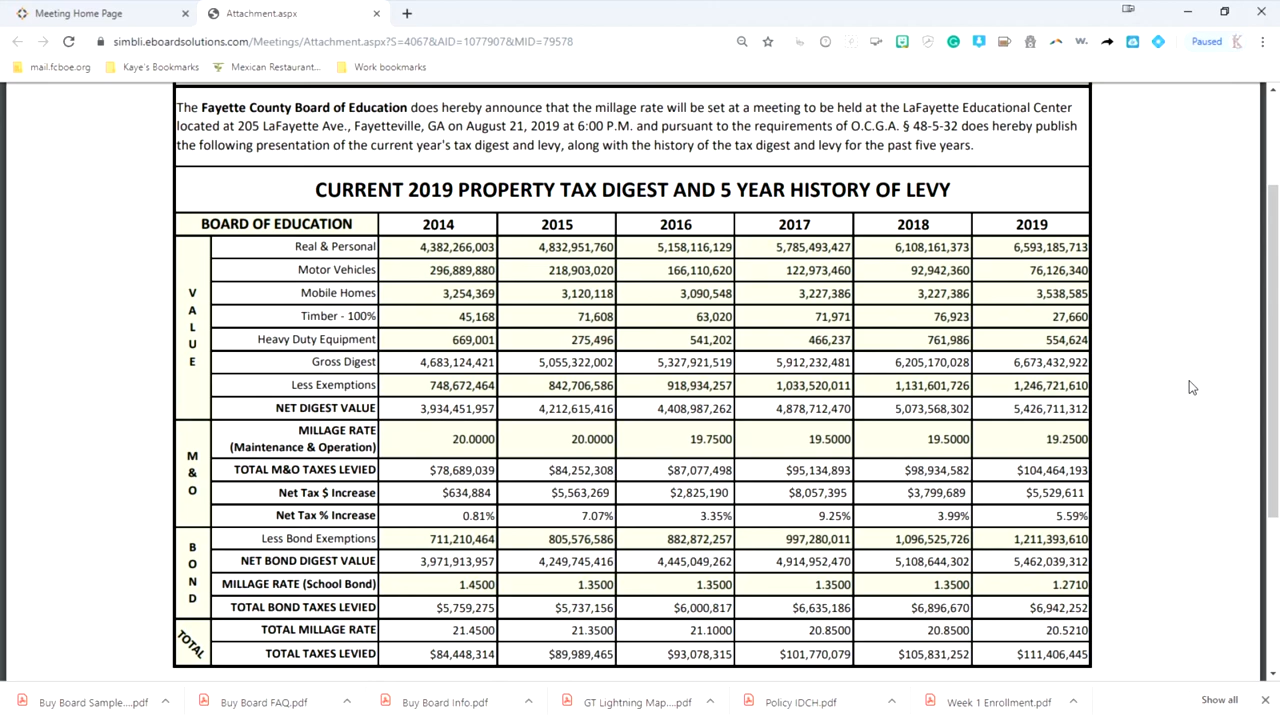 Meeting Home Page
Attachment.aspx
simbli.eboardsolutions.com/Meetings/Attachment.aspx?S=4067&AID=1077907&MID=79578
Paused
mail.fcboe.org Kaye's Bookmarks Mexican Restaurant... Work bookmarks
The Fayette County Board of Education does hereby announce that the millage rate will be set at a meeting to be held at the LaFayette Educational Center
located at 205 LaFayette Ave., Fayetteville, GA on August 21, 2019 at 6:00 P.M. and pursuant to the requirements of O.C.G.A. § 48-5-32 does hereby publish
the following presentation of the current year's tax digest and levy, along with the history of the tax digest and levy for the past five years.
CURRENT 2019 PROPERTY TAX DIGEST AND 5 YEAR HISTORY OF LEVY
BOARD OF EDUCATION 2014 2015 2016 2017 2018 2019
VALUE
Real & Personal 4,382,266,003 4,832,951,760 5,158,116,129 5,785,493,427 6,108,161,373 6,593,185,713
Motor Vehicles 296,889,880 218,903,020 166,110,620 122,973,460 92,942,360 76,126,340
Mobile Homes 3,254,369 3,120,118 3,090,548 3,227,386 3,227,386 3,538,585
Timber - 100% 45,168 71,608 63,020 71,971 76,923 27,660
Heavy Duty Equipment 669,001 275,496 541,202 466,237 761,986 554,624
Gross Digest 4,683,124,421 5,055,322,002 5,327,921,519 5,912,232,481 6,205,170,028 6,673,432,922
Less Exemptions 748,672,464 842,706,586 918,934,257 1,033,520,011 1,131,601,726 1,246,721,610
NET DIGEST VALUE 3,934,451,957 4,212,615,416 4,408,987,262 4,878,712,470 5,073,568,302 5,426,711,312
M&O
MILLAGE RATE
(Maintenance & Operation) 20.0000 20.0000 19.7500 19.5000 19.5000 19.2500
TOTAL M&O TAXES LEVIED $78,689,039 $84,252,308 $87,077,498 $95,134,893 $98,934,582 $104,464,193
Net Tax $ Increase $634,884 $5,563,269 $2,825,190 $8,057,395 $3,799,689 $5,529,611
Net Tax % Increase 0.81% 7.07% 3.35% 9.25% 3.99% 5.59%
BOND
Less Bond Exemptions 711,210,464 805,576,586 882,872,257 997,280,011 1,096,525,726 1,211,393,610
NET BOND DIGEST VALUE 3,971,913,957 4,249,745,416 4,445,049,262 4,914,952,470 5,108,644,302 5,462,039,312
MILLAGE RATE (School Bond) 1.4500 1.3500 1.3500 1.3500 1.3500 1.2710
TOTAL BOND TAXES LEVIED $5,759,275 $5,737,156 $6,000,817 $6,635,186 $6,896,670 $6,942,252
TOTAL
TOTAL MILLAGE RATE 21.4500 21.3500 21.1000 20.8500 20.8500 20.5210
TOTAL TAXES LEVIED $84,448,314 $89,989,465 $93,078,315 $101,770,079 $105,831,252 $111,406,445
Buy Board Sample....pdf Buy Board FAQ.pdf Buy Board Info.pdf GT Lightning Map....pdf Policy IDCH.pdf Week 1 Enrollment.pdf Show all